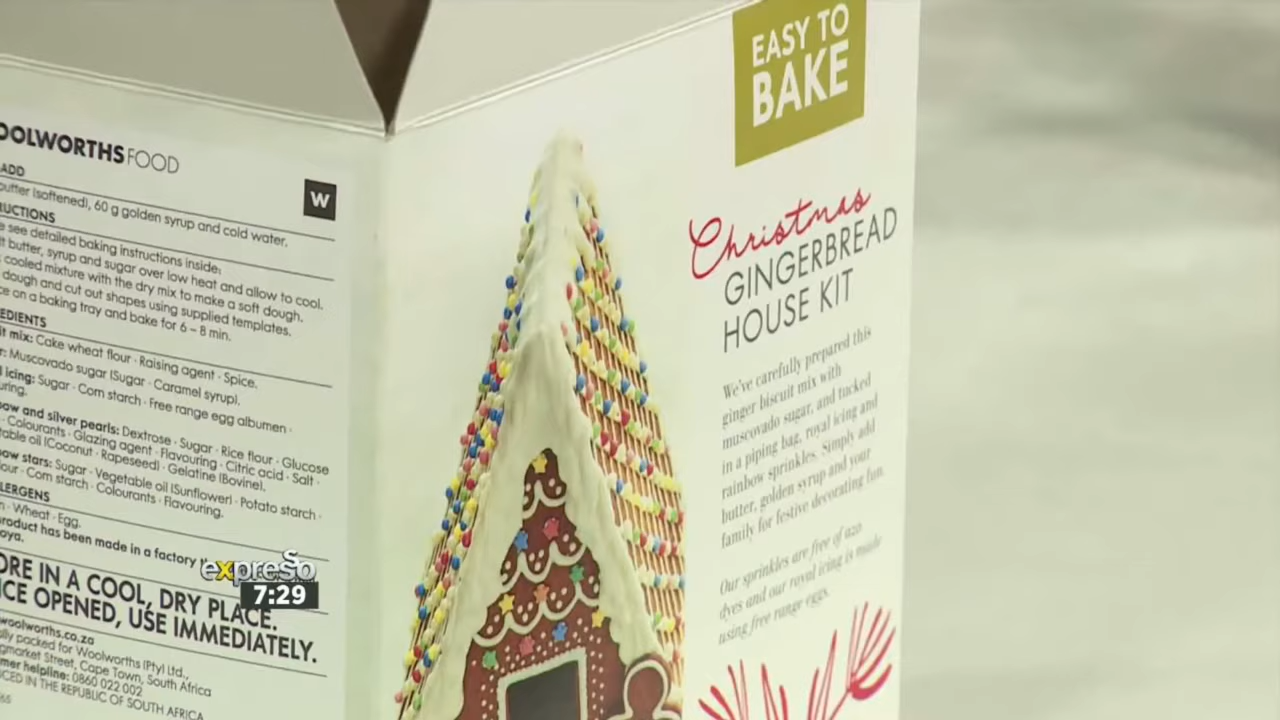 OOLWORTHS FOOD
W
ADD
butter (softened), 60 g golden syrup and cold water.
RUCTIONS
e see detailed baking instructions inside:
lt butter, syrup and sugar over low heat and allow to cool.
cooled mixture with the dry mix to make a soft dough.
dough and cut out shapes using supplied templates.
ce on a baking tray and bake for 6 – 8 min.
EDIENTS
it mix: Cake wheat flour · Raising agent · Spice.
r: Muscovado sugar (Sugar · Caramel syrup).
l icing: Sugar · Corn starch · Free range egg albumen ·
uring.
ow and silver pearls: Dextrose · Sugar · Rice flour · Glucose
· Colourants · Glazing agent · Flavouring · Citric acid · Salt ·
table oil (Coconut · Rapeseed) · Gelatine (Bovine).
ow stars: Sugar · Vegetable oil (Sunflower) · Potato starch ·
lour · Corn starch · Colourants · Flavouring.
LERGENS
n · Wheat · Egg.
product has been made in a factory
oya.
ORE IN A COOL, DRY PLACE.
ICE OPENED, USE IMMEDIATELY.
woolworths.co.za
lly packed for Woolworths (Pty) Ltd.,
gmarket Street, Cape Town, South Africa
mer helpline: 0860 022 002
UCED IN THE REPUBLIC OF SOUTH AFRICA
EASY TO
BAKE
Christmas
GINGERBREAD
HOUSE KIT
We've carefully prepared this
ginger biscuit mix with
muscovado sugar, and tucked
in a piping bag, royal icing and
rainbow sprinkles. Simply add
butter, golden syrup and your
family for festive decorating fun.
Our sprinkles are free of azo
dyes and our royal icing is made
using free range eggs.
expresso
7:29